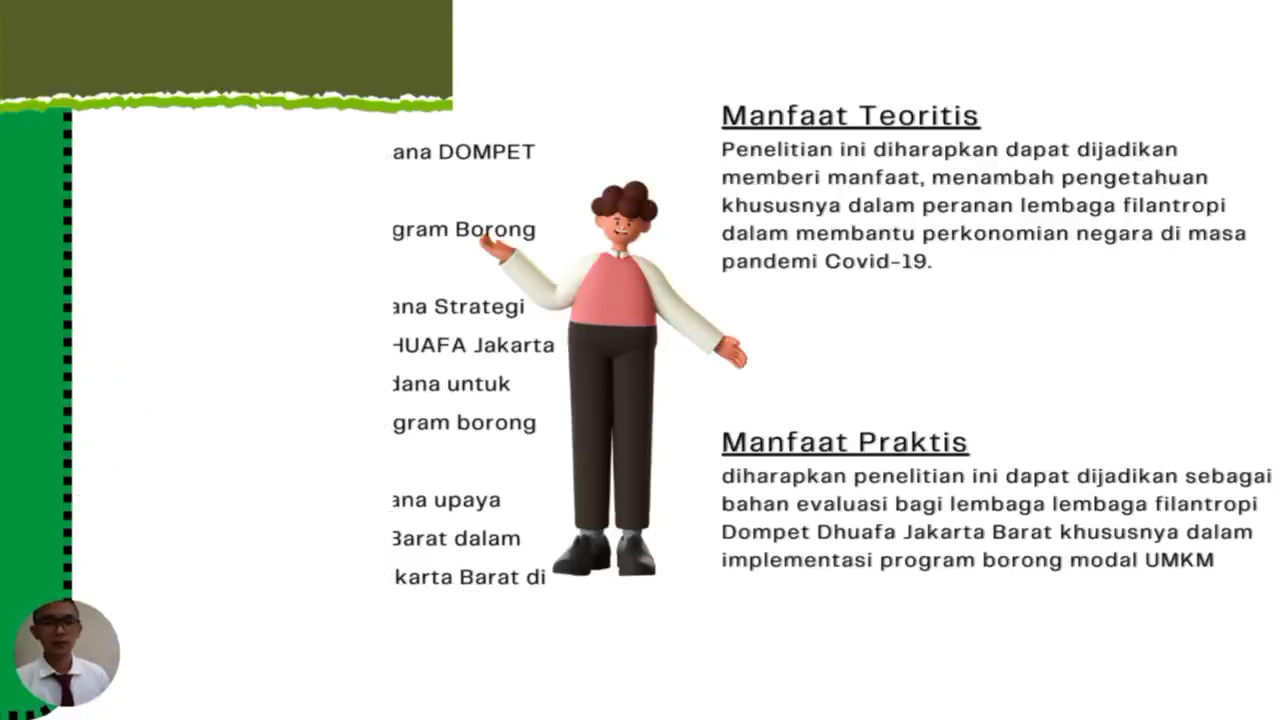 ana DOMPET
gram Borong
ana Strategi
HUAFA Jakarta
dana untuk
gram borong
ana upaya
Barat dalam
karta Barat di
Manfaat Teoritis
Penelitian ini diharapkan dapat dijadikan
memberi manfaat, menambah pengetahuan
khususnya dalam peranan lembaga filantropi
dalam membantu perkonomian negara di masa
pandemi Covid-19.
Manfaat Praktis
diharapkan penelitian ini dapat dijadikan sebagai
bahan evaluasi bagi lembaga lembaga filantropi
Dompet Dhuafa Jakarta Barat khususnya dalam
implementasi program borong modal UMKM